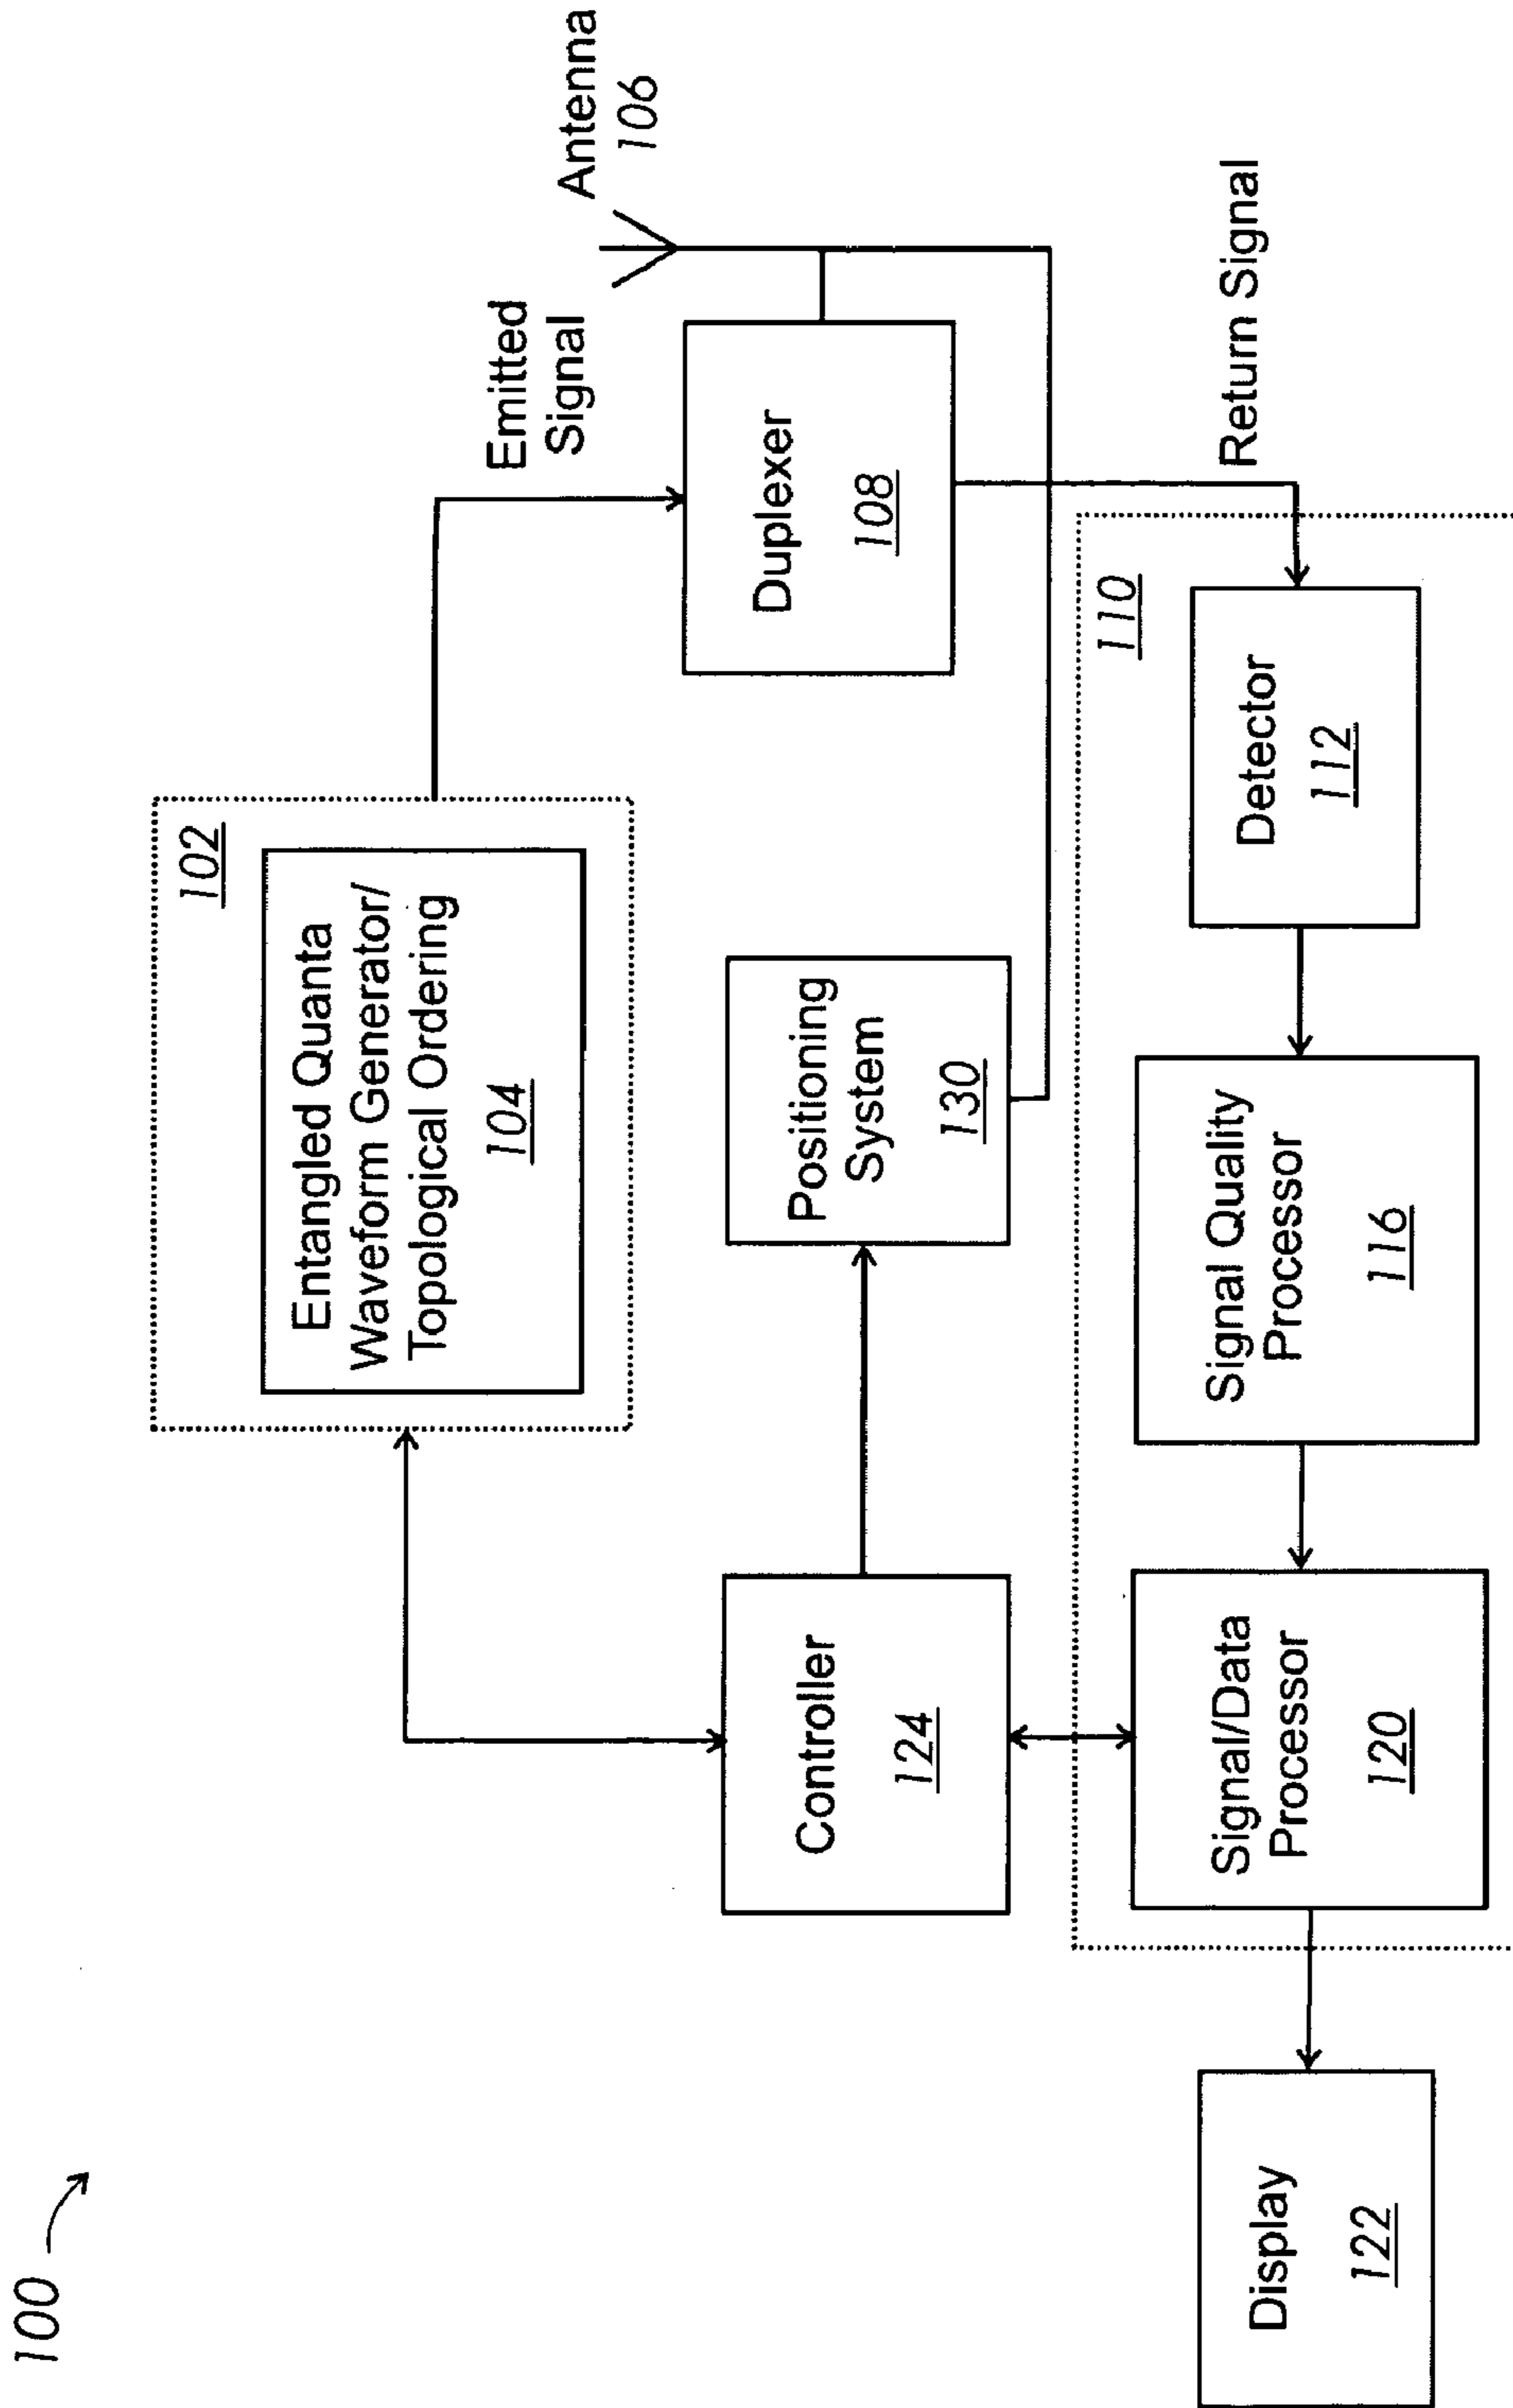 100
102
Entangled Quanta
Waveform Generator/
Topological Ordering
104
Emitted
Signal
Antenna
106
Controller
124
Positioning
System
130
Duplexer
108
Return Signal
110
Display
122
Signal/Data
Processor
120
Signal Quality
Processor
116
Detector
112